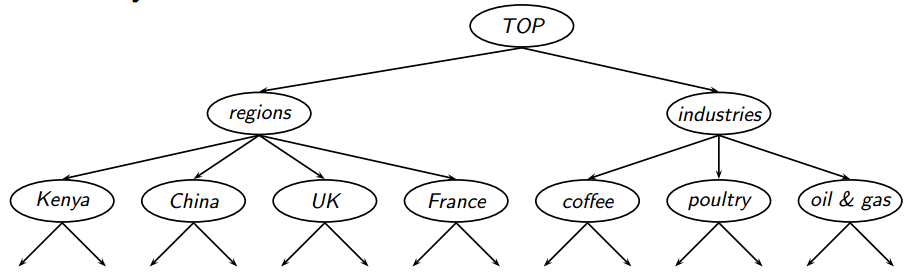 TOP
regions
industries
Kenya
China
UK
France
coffee
poultry
oil & gas